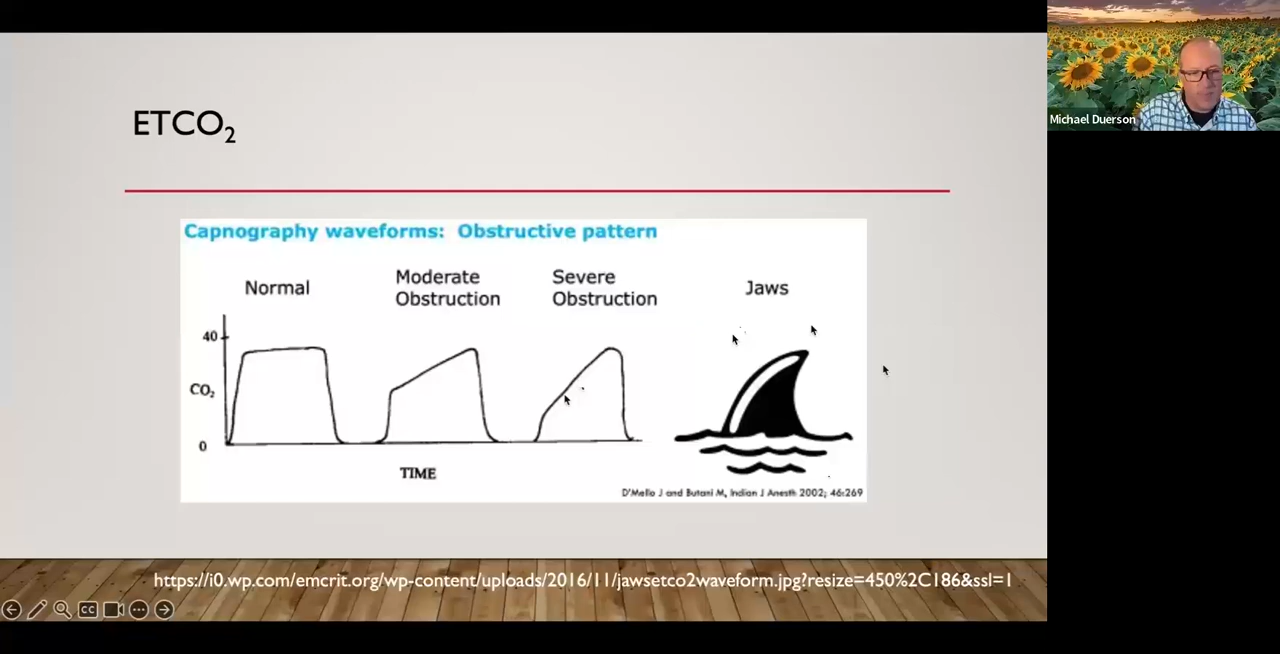 ETCO2
Capnography waveforms: Obstructive pattern
Normal
Moderate
Obstruction
Severe
Obstruction
Jaws
40
CO2
0
TIME
D'Mello J and Butani M, Indian J Anesth 2002; 46:269
https://i0.wp.com/emcrit.org/wp-content/uploads/2016/11/jawsetco2waveform.jpg?resize=450%2C186&ssl=1
CC
Michael Duerson